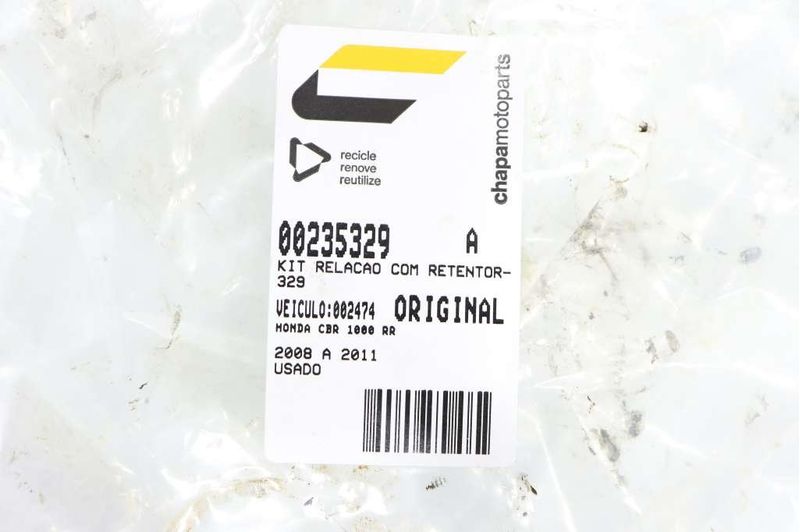 chapamotoparts
recicle
renove
reutilize
00235329 A
KIT RELACAO COM RETENTOR-
329
VEICULO:002474 ORIGINAL
HONDA CBR 1000 RR
2008 A 2011
USADO